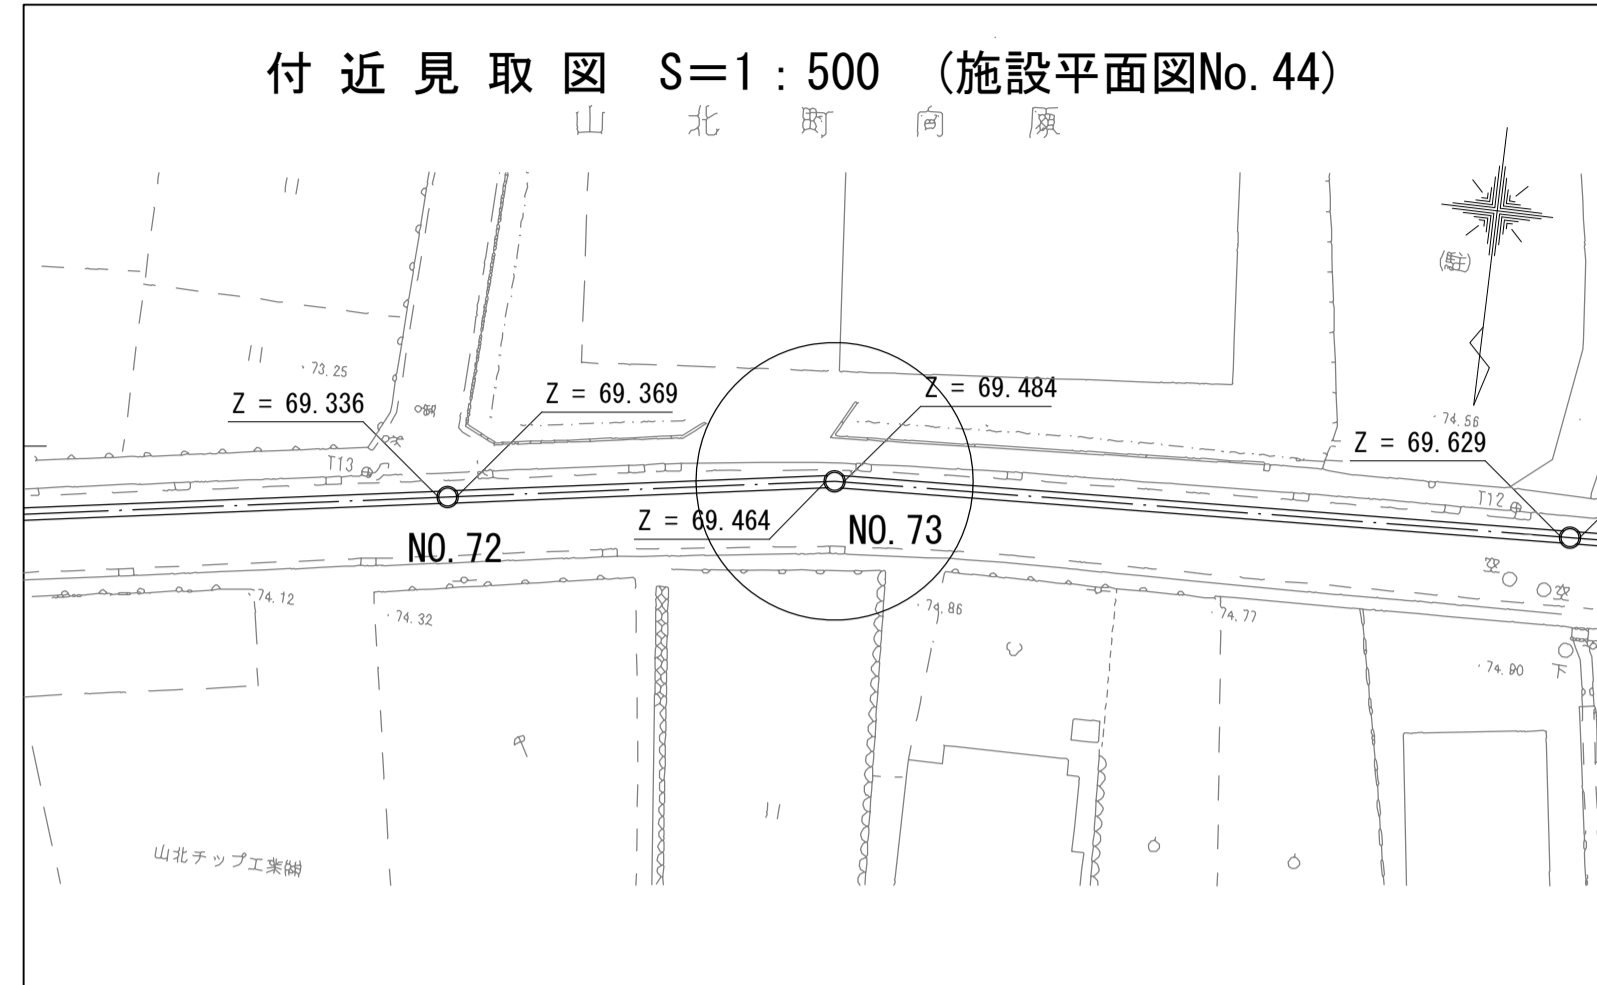 付近見取図 S=1:500 (施設平面図No.44)
山北町向原
(駐)
・73.25
Z = 69.336
Z = 69.369
Z = 69.484
・74.56
Z = 69.629
T13
T12
Z = 69.464
NO.73
NO.72
空
空
・74.12
・74.32
・74.86
・74.77
・74.80
下
山北チップ工業㈱